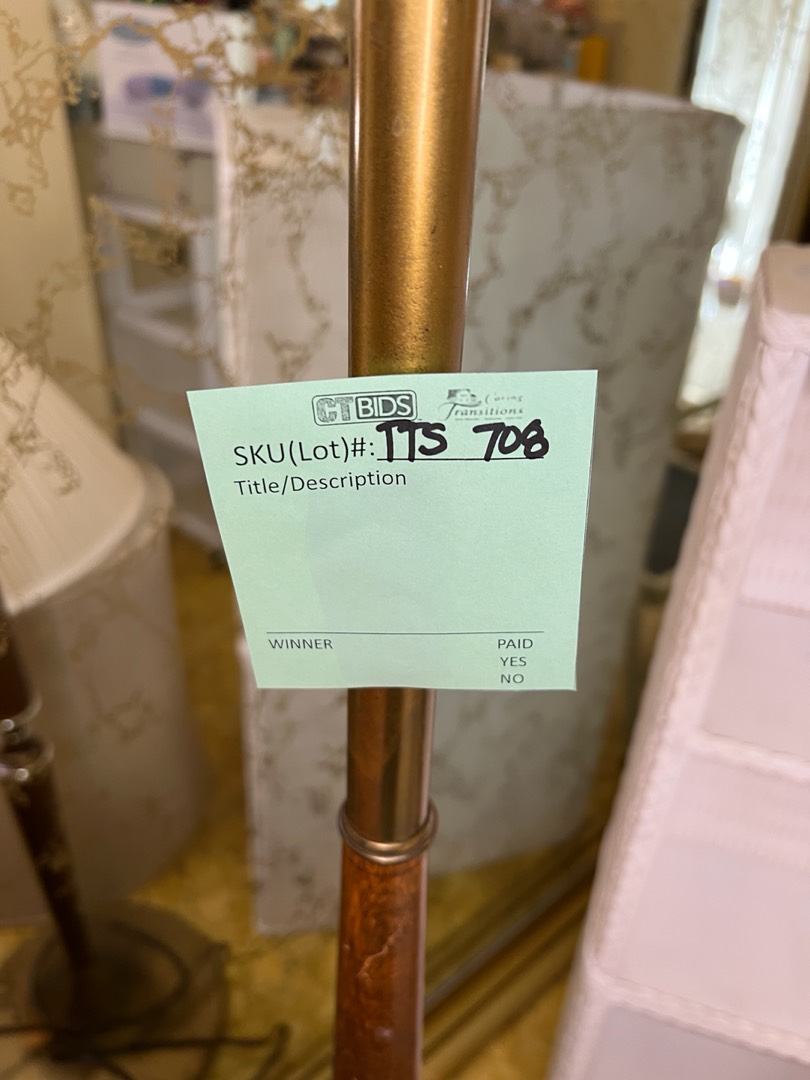 CTBIDS Caring Transitions
SKU(Lot)#: TTS 708
Title/Description
WINNER PAID
YES
NO